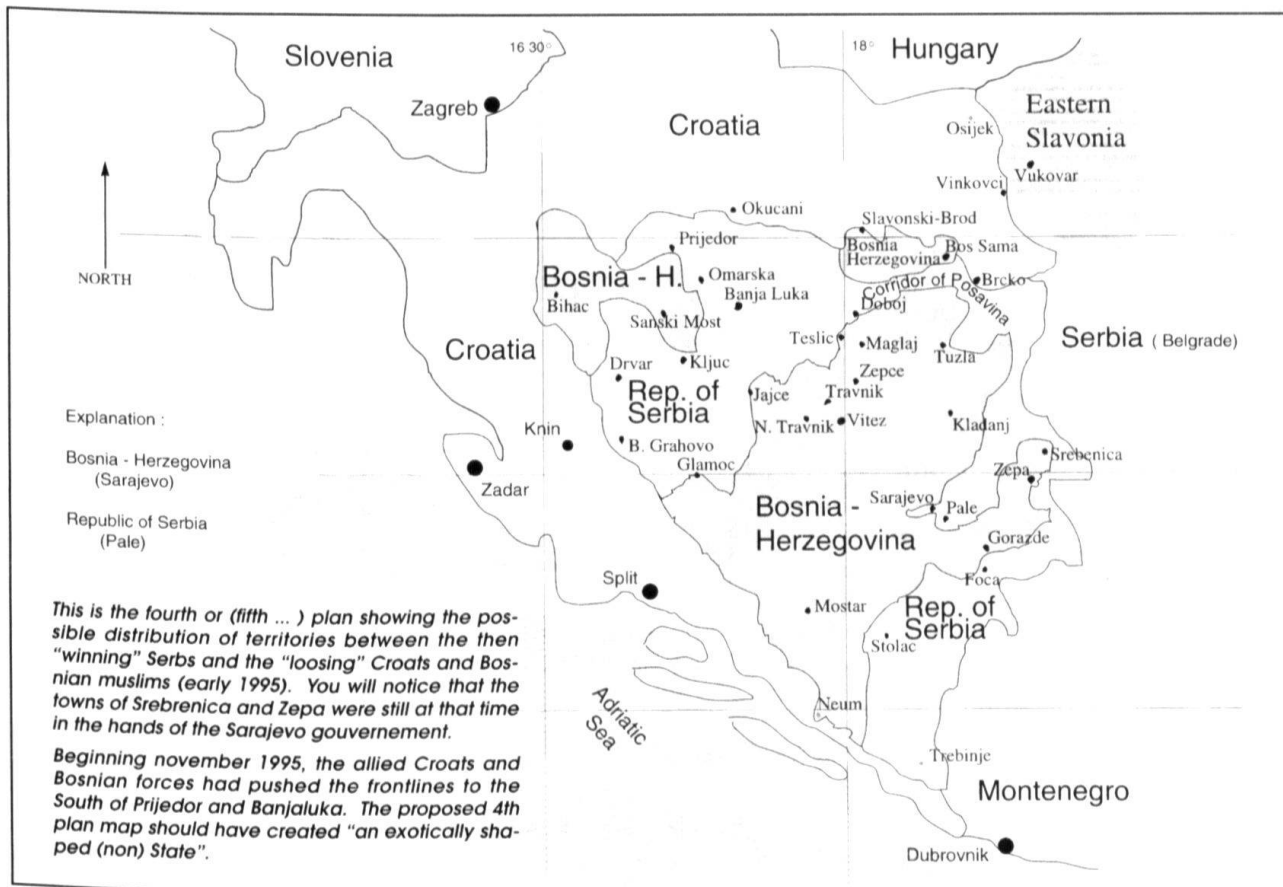 Slovenia
16 30°
18°
Hungary
Zagreb
Croatia
Osijek
Eastern
Slavonia
Vukovar
Vinkovci
NORTH
Okucani
Slavonski-Brod
Prijedor
Bosnia
Herzegovina
Bos Sama
Bosnia - H.
Omarska
Brcko
Corridor of Posavina
Bihac
Banja Luka
Doboj
Sanski Most
Teslic
Maglaj
Tuzla
Serbia ( Belgrade)
Croatia
Drvar
Kljuc
Zepce
Rep. of
Serbia
Jajce
Travnik
Explanation :
Knin
N. Travnik
Vitez
Kladanj
Bosnia - Herzegovina
(Sarajevo)
B. Grahovo
Glamoc
Srebenica
Zepa
Zadar
Republic of Serbia
(Pale)
Bosnia -
Herzegovina
Sarajevo
Pale
Gorazde
Foca
Split
Mostar
Rep. of
Serbia
Stolac
This is the fourth or (fifth ... ) plan showing the pos-
sible distribution of territories between the then
"winning" Serbs and the "loosing" Croats and Bos-
nian muslims (early 1995). You will notice that the
towns of Srebrenica and Zepa were still at that time
in the hands of the Sarajevo gouvernement.
Beginning november 1995, the allied Croats and
Bosnian forces had pushed the frontlines to the
South of Prijedor and Banjaluka. The proposed 4th
plan map should have created "an exotically sha-
ped (non) State".
Adriatic
Sea
Neum
Trebinje
Montenegro
Dubrovnik